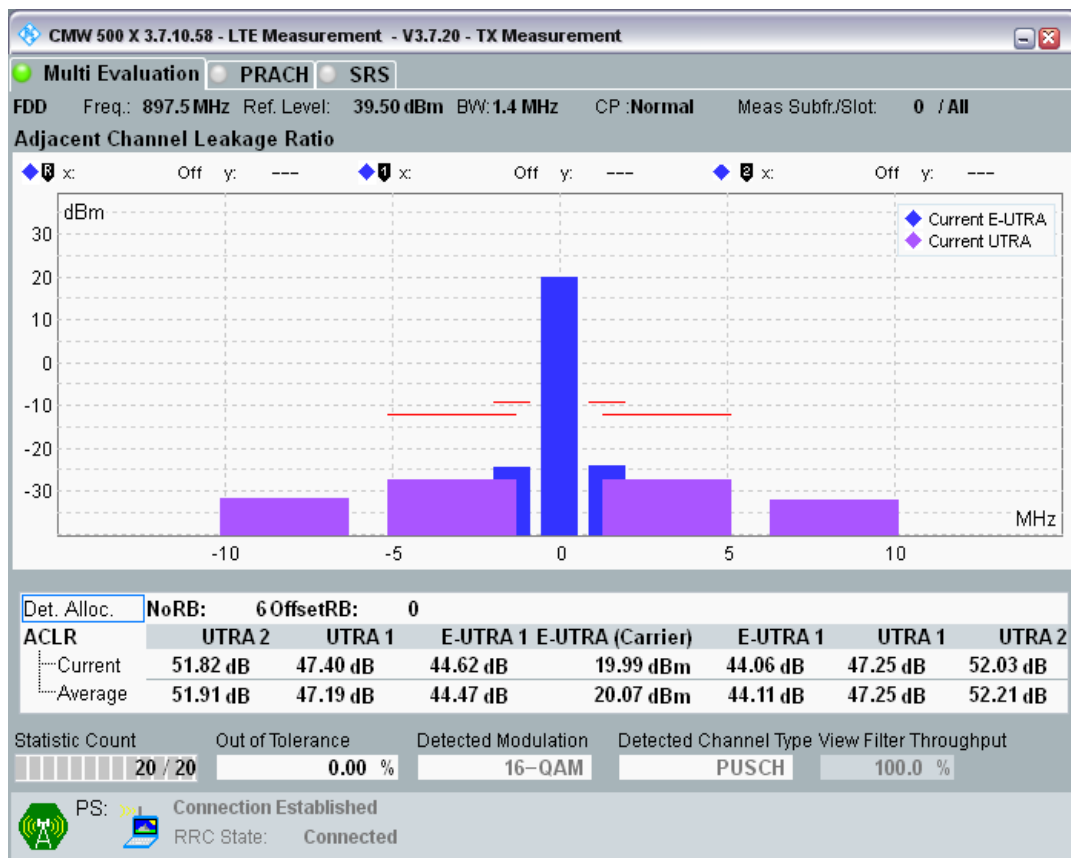 CMW 500 X 3.7.10.58 - LTE Measurement - V3.7.20 - TX Measurement
Multi Evaluation PRACH SRS
FDD Freq.: 897.5 MHz Ref. Level: 39.50 dBm BW: 1.4 MHz CP :Normal Meas Subfr./Slot: 0 / All
Adjacent Channel Leakage Ratio
R x: Off y: --- 1 x: Off y: --- 2 x: Off y: ---
dBm
Current E-UTRA
Current UTRA
30
20
10
0
-10
-20
-30
MHz
-10 -5 0 5 10
Det. Alloc. NoRB: 6 OffsetRB: 0
ACLR UTRA 2 UTRA 1 E-UTRA 1 E-UTRA (Carrier) E-UTRA 1 UTRA 1 UTRA 2
Current 51.82 dB 47.40 dB 44.62 dB 19.99 dBm 44.06 dB 47.25 dB 52.03 dB
Average 51.91 dB 47.19 dB 44.47 dB 20.07 dBm 44.11 dB 47.25 dB 52.21 dB
Statistic Count Out of Tolerance Detected Modulation Detected Channel Type View Filter Throughput
20 / 20 0.00 % 16-QAM PUSCH 100.0 %
PS: Connection Established
RRC State: Connected